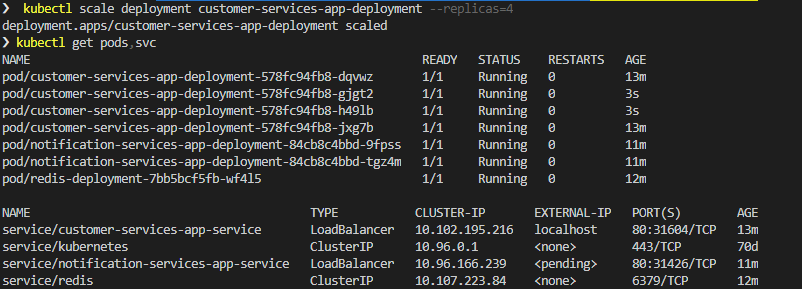 ❯ kubectl scale deployment customer-services-app-deployment --replicas=4
deployment.apps/customer-services-app-deployment scaled
❯ kubectl get pods,svc
NAME READY STATUS RESTARTS AGE
pod/customer-services-app-deployment-578fc94fb8-dqvwz 1/1 Running 0 13m
pod/customer-services-app-deployment-578fc94fb8-gjgt2 1/1 Running 0 3s
pod/customer-services-app-deployment-578fc94fb8-h49lb 1/1 Running 0 3s
pod/customer-services-app-deployment-578fc94fb8-jxg7b 1/1 Running 0 13m
pod/notification-services-app-deployment-84cb8c4bbd-9fpss 1/1 Running 0 11m
pod/notification-services-app-deployment-84cb8c4bbd-tgz4m 1/1 Running 0 11m
pod/redis-deployment-7bb5bcf5fb-wf4l5 1/1 Running 0 12m
NAME TYPE CLUSTER-IP EXTERNAL-IP PORT(S) AGE
service/customer-services-app-service LoadBalancer 10.102.195.216 localhost 80:31604/TCP 13m
service/kubernetes ClusterIP 10.96.0.1 <none> 443/TCP 70d
service/notification-services-app-service LoadBalancer 10.96.166.239 <pending> 80:31426/TCP 11m
service/redis ClusterIP 10.107.223.84 <none> 6379/TCP 12m